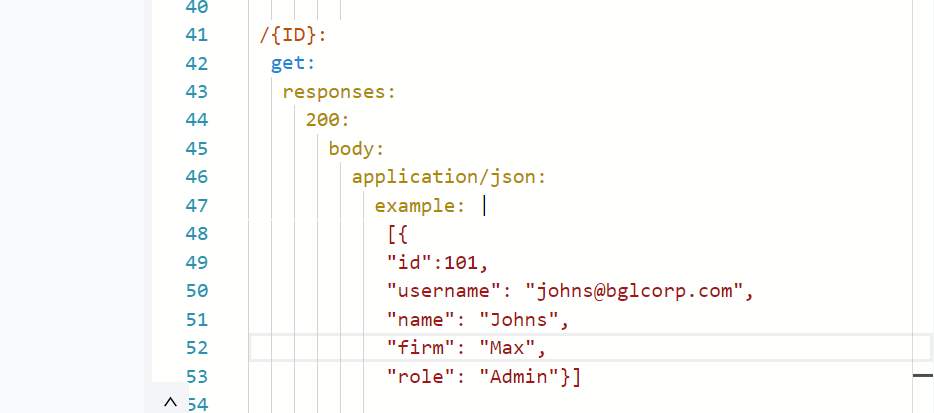 40
41 /{ID}:
42 get:
43 responses:
44 200:
45 body:
46 application/json:
47 example: |
48 [{
49 "id":101,
50 "username": "johns@bglcorp.com",
51 "name": "Johns",
52 "firm": "Max",
53 "role": "Admin"}]
54